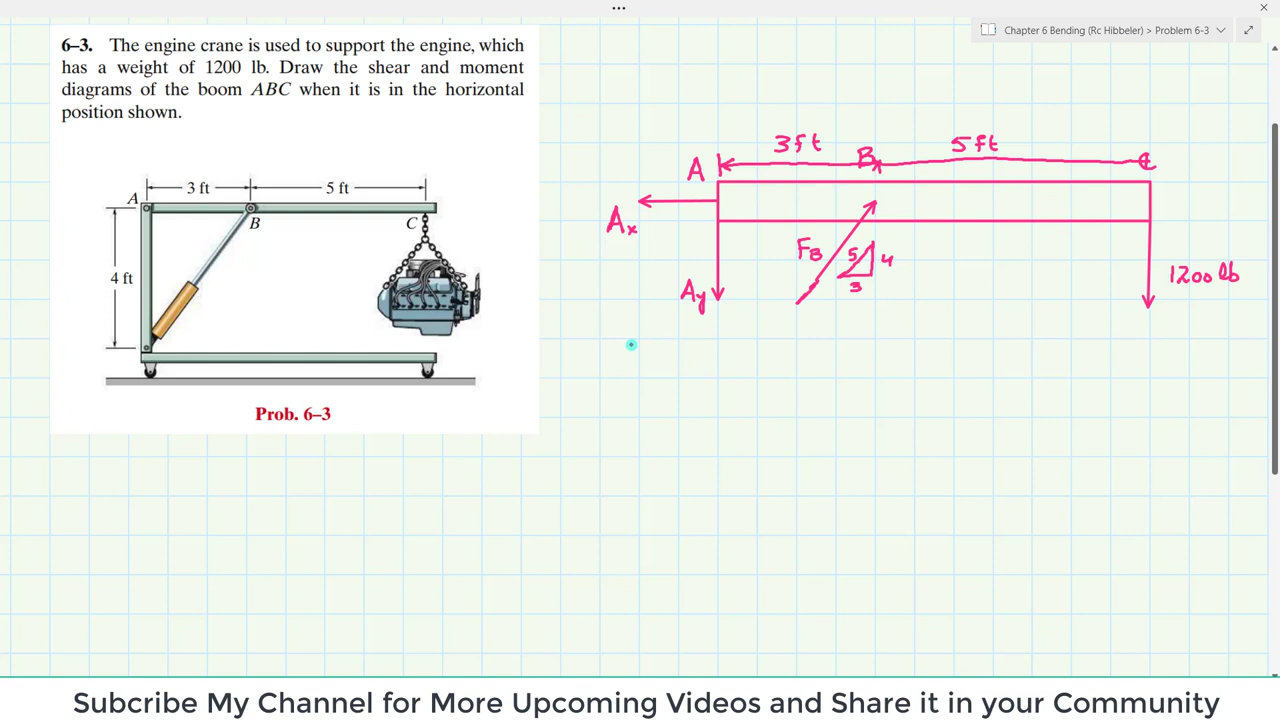 ...
Chapter 6 Bending (Rc Hibbeler) > Problem 6-3
6–3. The engine crane is used to support the engine, which
has a weight of 1200 lb. Draw the shear and moment
diagrams of the boom ABC when it is in the horizontal
position shown.
3 ft
5 ft
A
B
C
4 ft
Prob. 6–3
3ft
5ft
A
B
C
Ax
FB
5
4
3
Ay
1200 lb
Subcribe My Channel for More Upcoming Videos and Share it in your Community